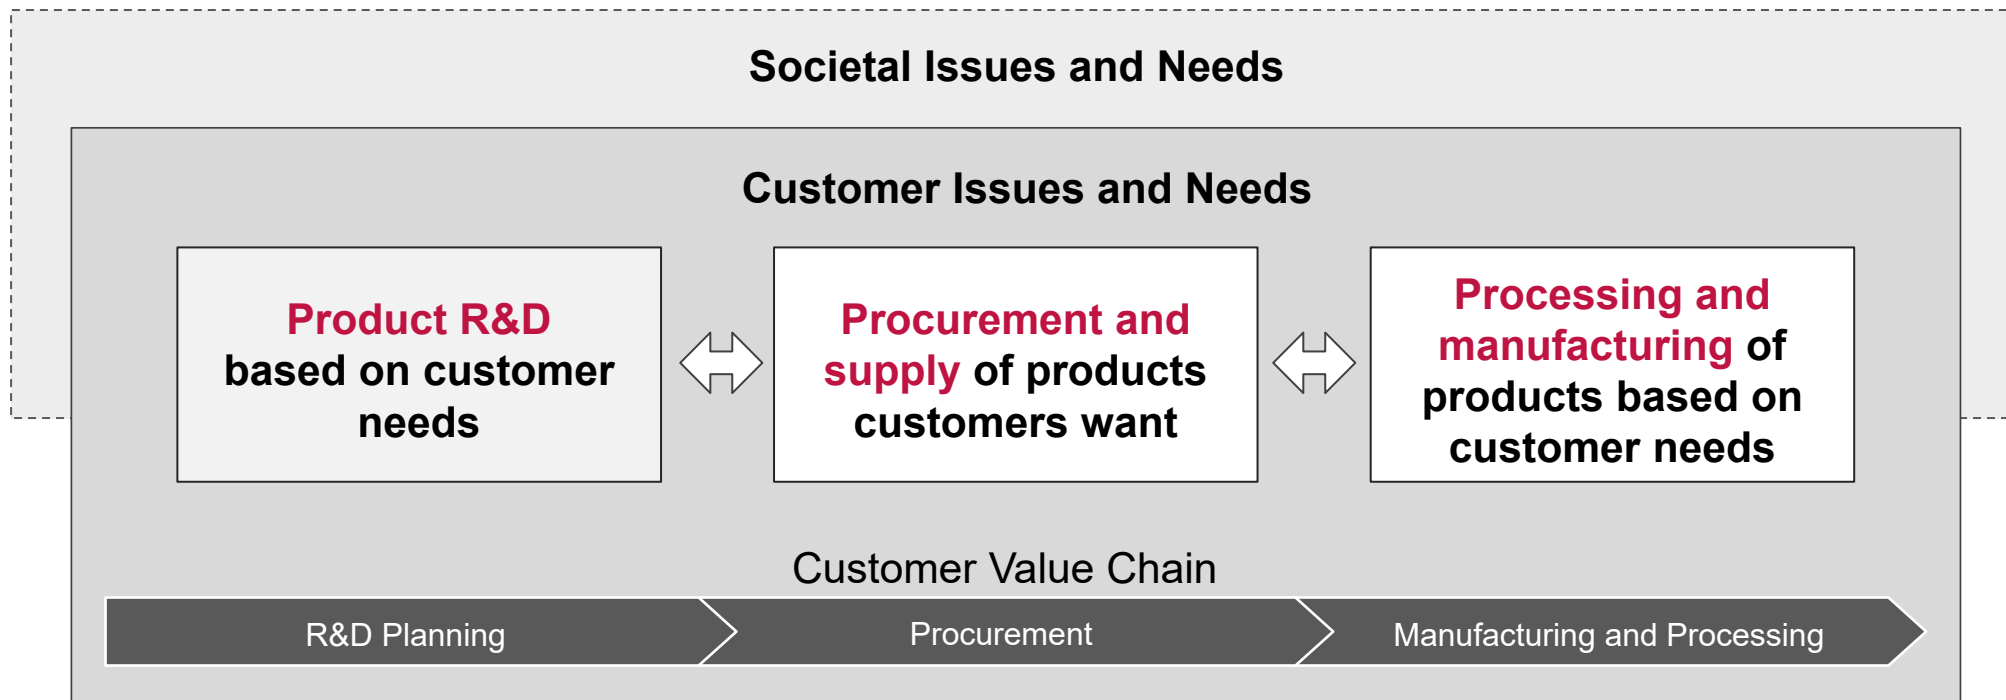 Societal Issues and Needs
Customer Issues and Needs
Product R&D
based on customer
needs
Procurement and
supply of products
customers want
Processing and
manufacturing of
products based on
customer needs
Customer Value Chain
R&D Planning
Procurement
Manufacturing and Processing